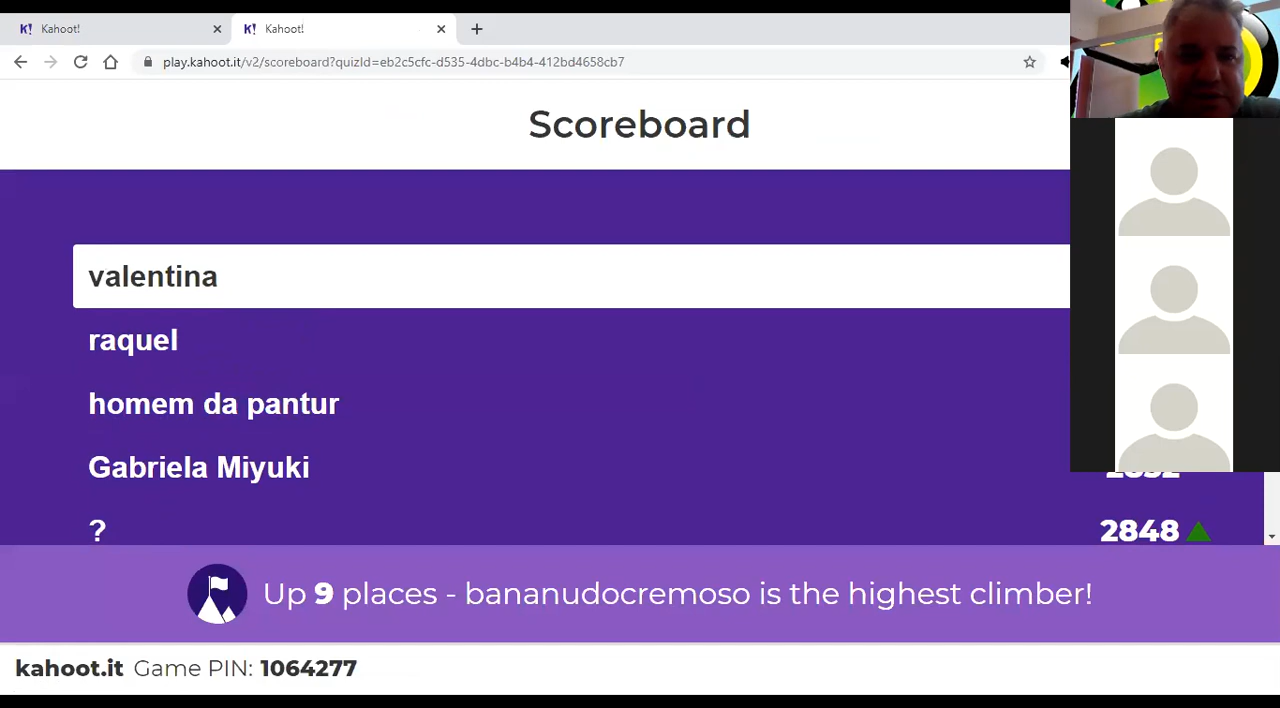 K! Kahoot!
K! Kahoot!
play.kahoot.it/v2/scoreboard?quizId=eb2c5cfc-d535-4dbc-b4b4-412bd4658cb7
Scoreboard
valentina
raquel
homem da pantur
Gabriela Miyuki
? 2848
Up 9 places - bananudocremoso is the highest climber!
kahoot.it Game PIN: 1064277